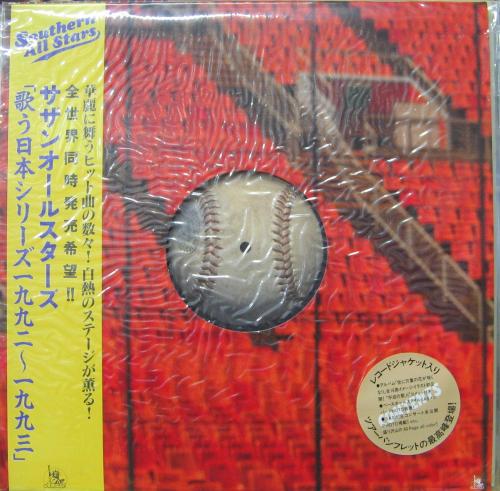 Southern
All Stars
華麗に舞うヒット曲の数々！白熱のステージが薫る！
全世界同時発売希望！！
サザンオールスターズ
「歌う日本シリーズ一九九二〜一九九三」
レコードジャケット入り
ツアーパンフレットの最高峰登場！